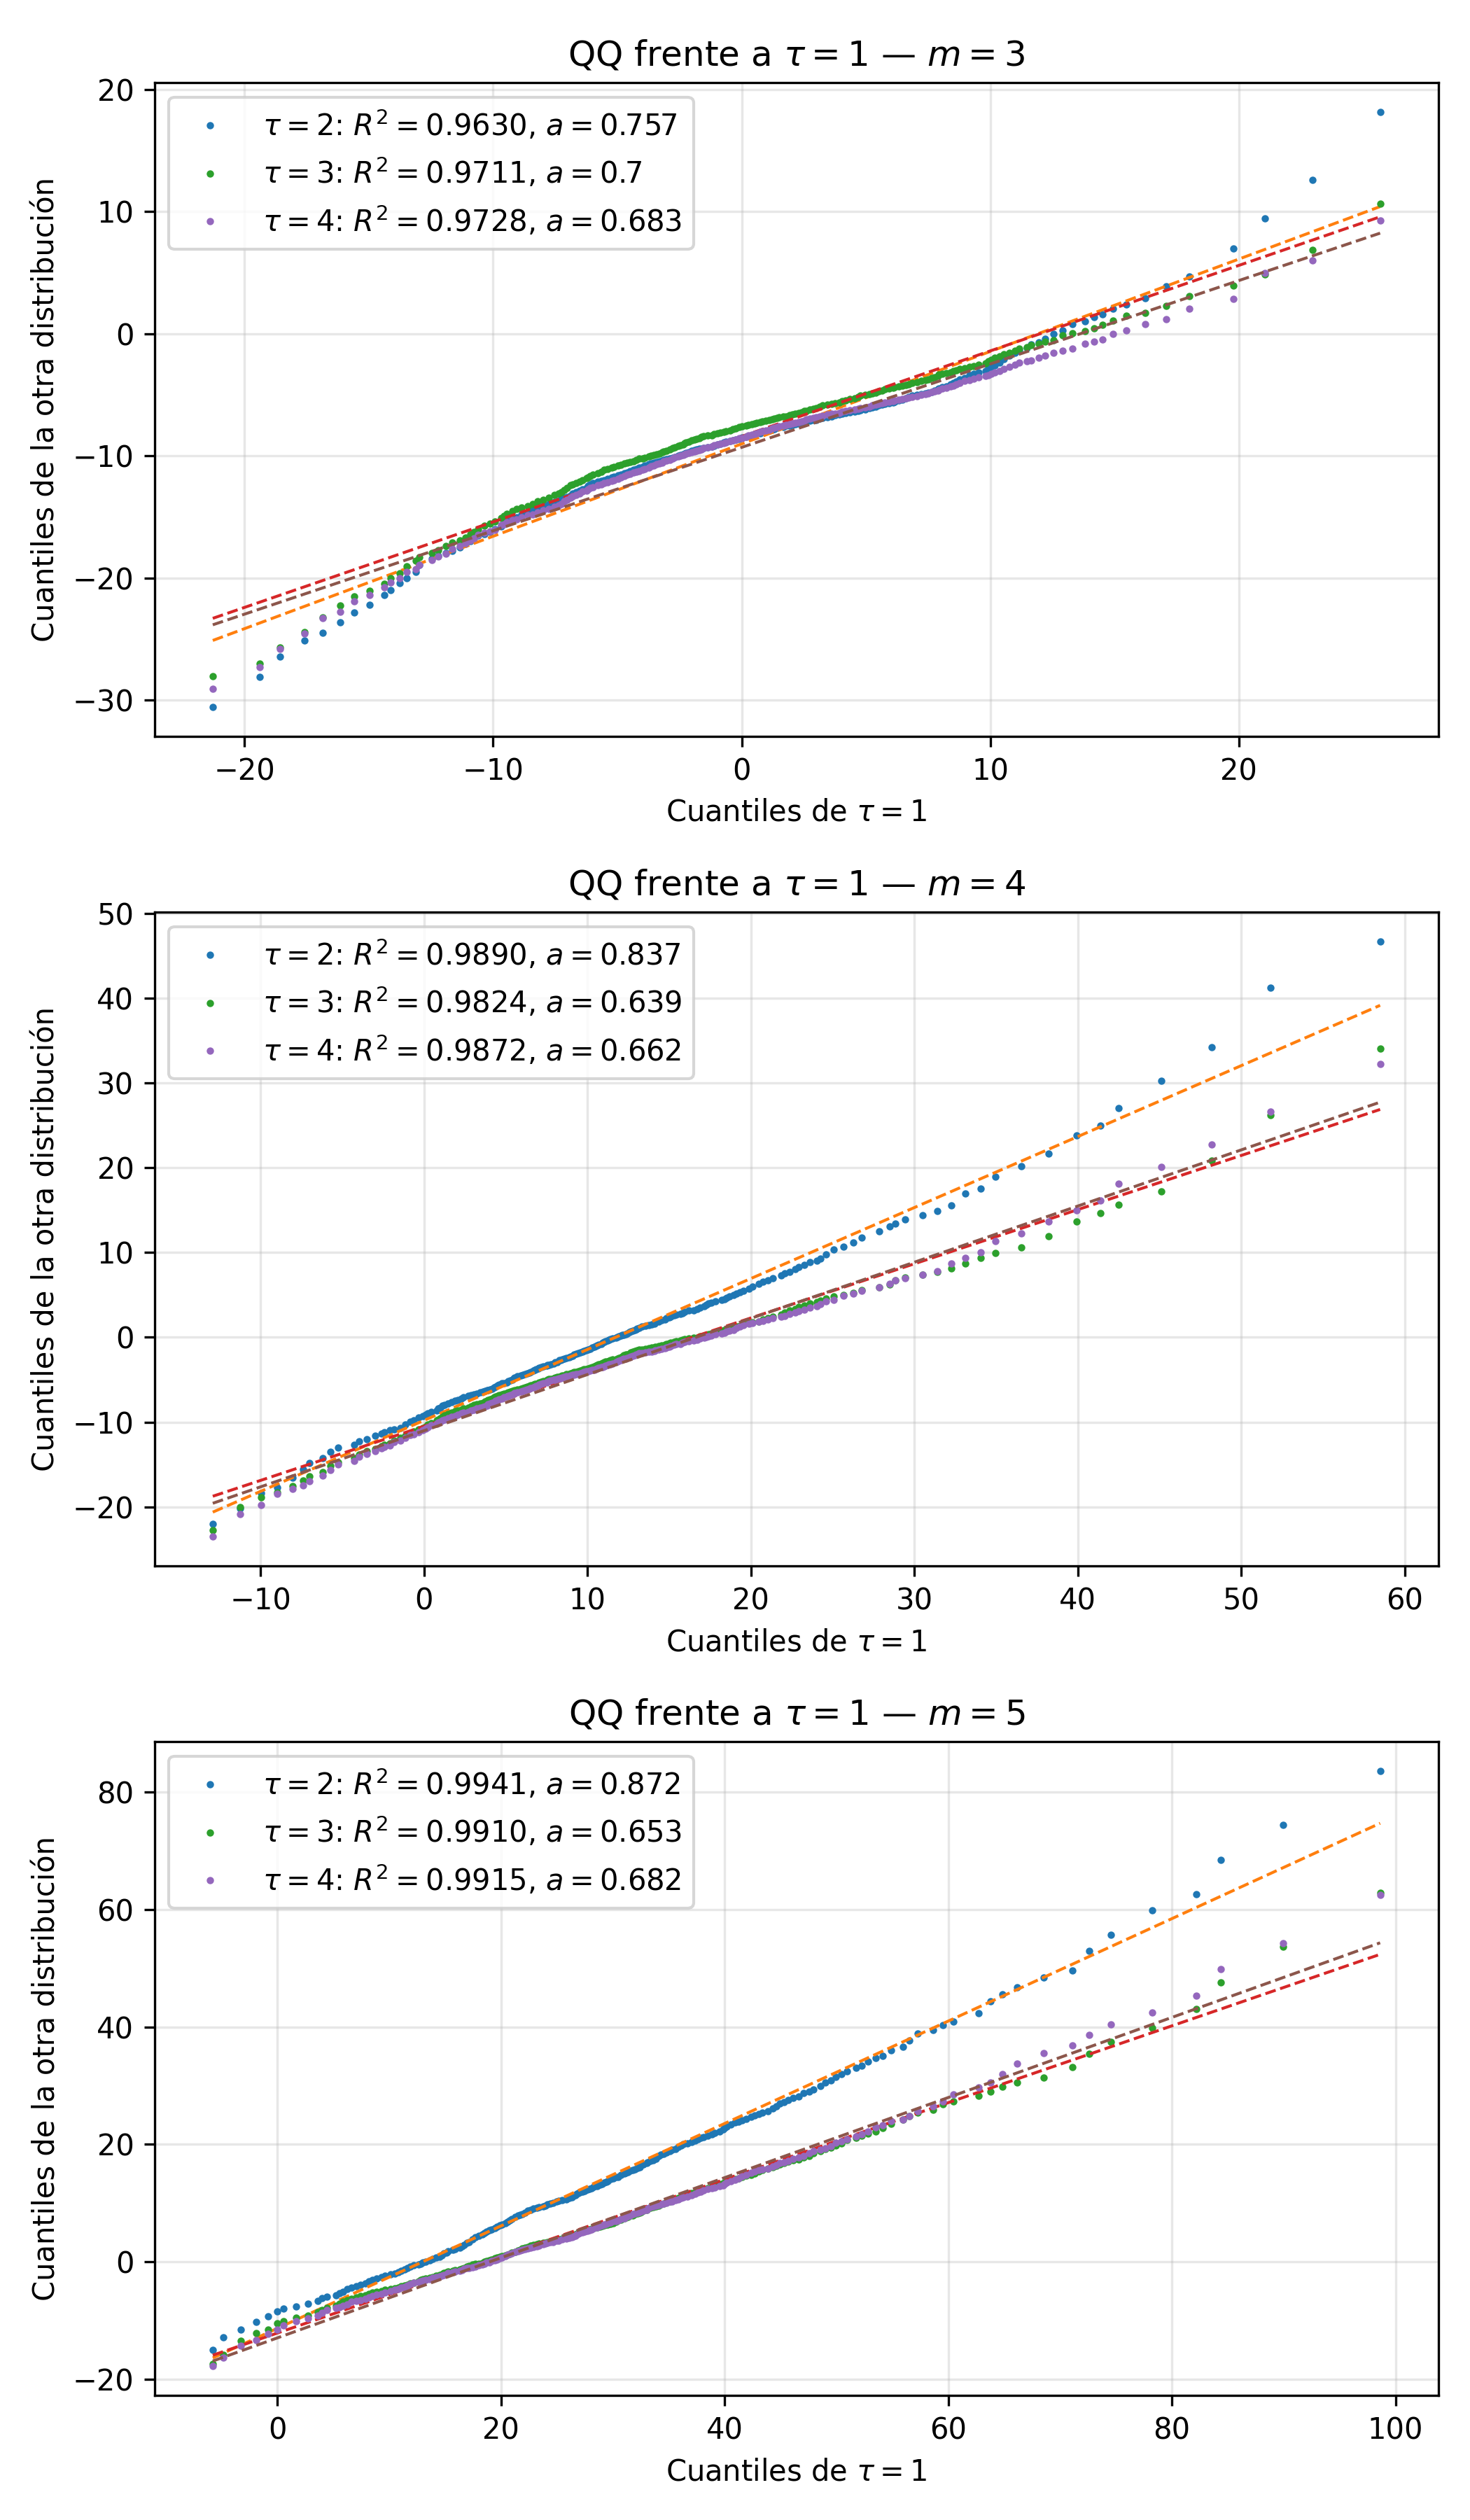 QQ frente a τ = 1 — m = 3
τ = 2: R² = 0.9630, a = 0.757
τ = 3: R² = 0.9711, a = 0.7
τ = 4: R² = 0.9728, a = 0.683
Cuantiles de la otra distribución
20
10
0
−10
−20
−30
−20 −10 0 10 20
Cuantiles de τ = 1
QQ frente a τ = 1 — m = 4
τ = 2: R² = 0.9890, a = 0.837
τ = 3: R² = 0.9824, a = 0.639
τ = 4: R² = 0.9872, a = 0.662
Cuantiles de la otra distribución
50
40
30
20
10
0
−10
−20
−10 0 10 20 30 40 50 60
Cuantiles de τ = 1
QQ frente a τ = 1 — m = 5
τ = 2: R² = 0.9941, a = 0.872
τ = 3: R² = 0.9910, a = 0.653
τ = 4: R² = 0.9915, a = 0.682
Cuantiles de la otra distribución
80
60
40
20
0
−20
0 20 40 60 80 100
Cuantiles de τ = 1